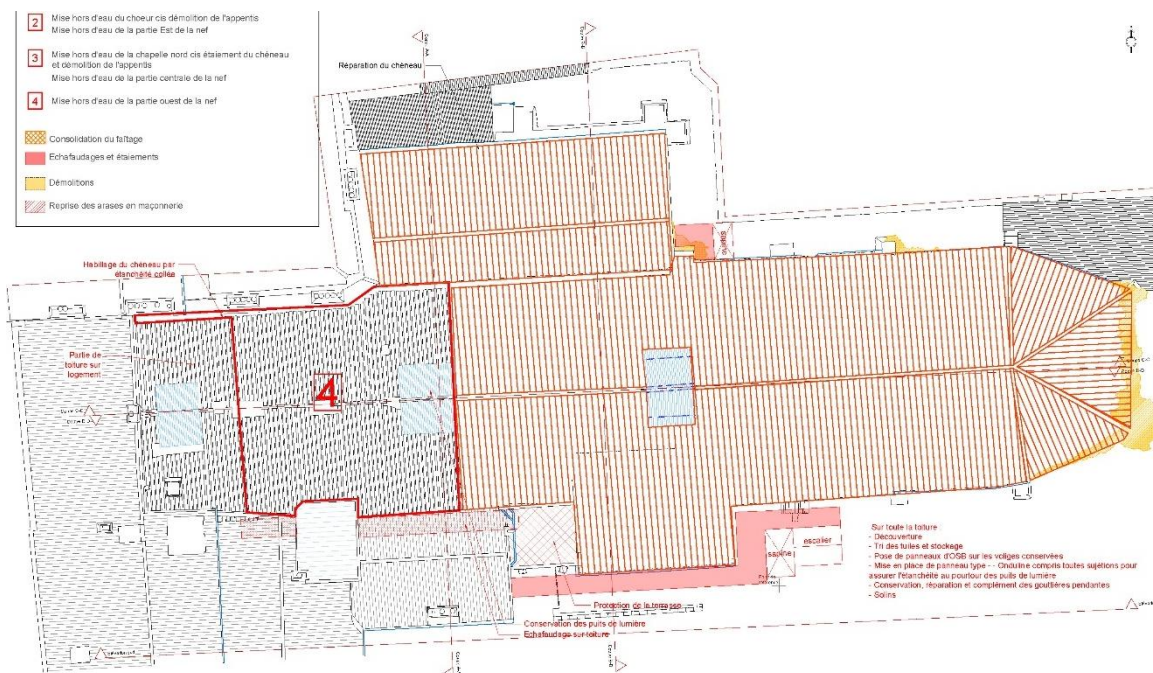 2 Mise hors d'eau du choeur cis démolition de l'appentis
Mise hors d'eau de la partie Est de la nef
3 Mise hors d'eau de la chapelle nord cis étaiement du chéneau
et démolition de l'appentis
Mise hors d'eau de la partie centrale de la nef
4 Mise hors d'eau de la partie ouest de la nef
Consolidation du faîtage
Echafaudages et étaiements
Démolitions
Reprise des arases en maçonnerie
Réparation du chéneau
sapine
Habillage du chéneau par
étanchéité collée
Partie de
toiture sur
logement
4
sapine
escalier
Sur toute la toiture
- Découverture
- Tri des tuiles et stockage
- Pose de panneaux d'OSB sur les voliges conservées
- Mise en place de panneau type - - Onduline compris toutes sujétions pour
assurer l'étanchéité au pourtour des puits de lumière
- Conservation, réparation et complément des gouttières pendantes
- Solins
Protection de la terrasse
Conservation des puits de lumière
Echafaudage sur toiture